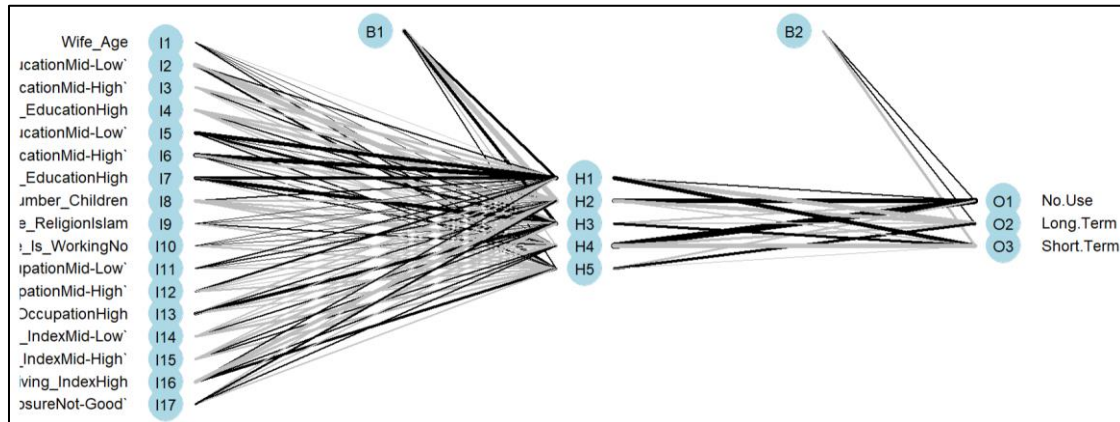 B1
B2
Wife_Age I1
ucationMid-Low` I2
ucationMid-High` I3
_EducationHigh I4
ucationMid-Low` I5
ucationMid-High` I6
_EducationHigh I7
umber_Children I8
e_ReligionIslam I9
e_Is_WorkingNo I10
upationMid-Low` I11
pationMid-High` I12
OccupationHigh I13
_IndexMid-Low` I14
_IndexMid-High` I15
iving_IndexHigh I16
osureNot-Good` I17
H1
H2
H3
H4
H5
O1 No.Use
O2 Long.Term
O3 Short.Term